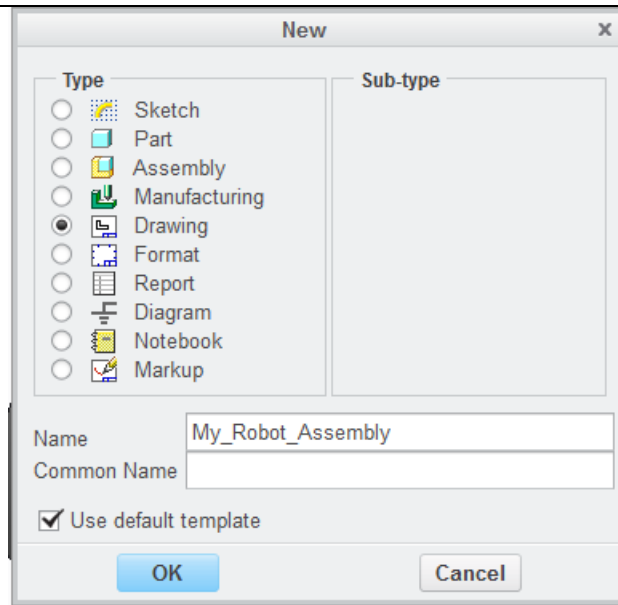 New
Type
Sub-type
Sketch
Part
Assembly
Manufacturing
Drawing
Format
Report
Diagram
Notebook
Markup
Name My_Robot_Assembly
Common Name
Use default template
OK Cancel